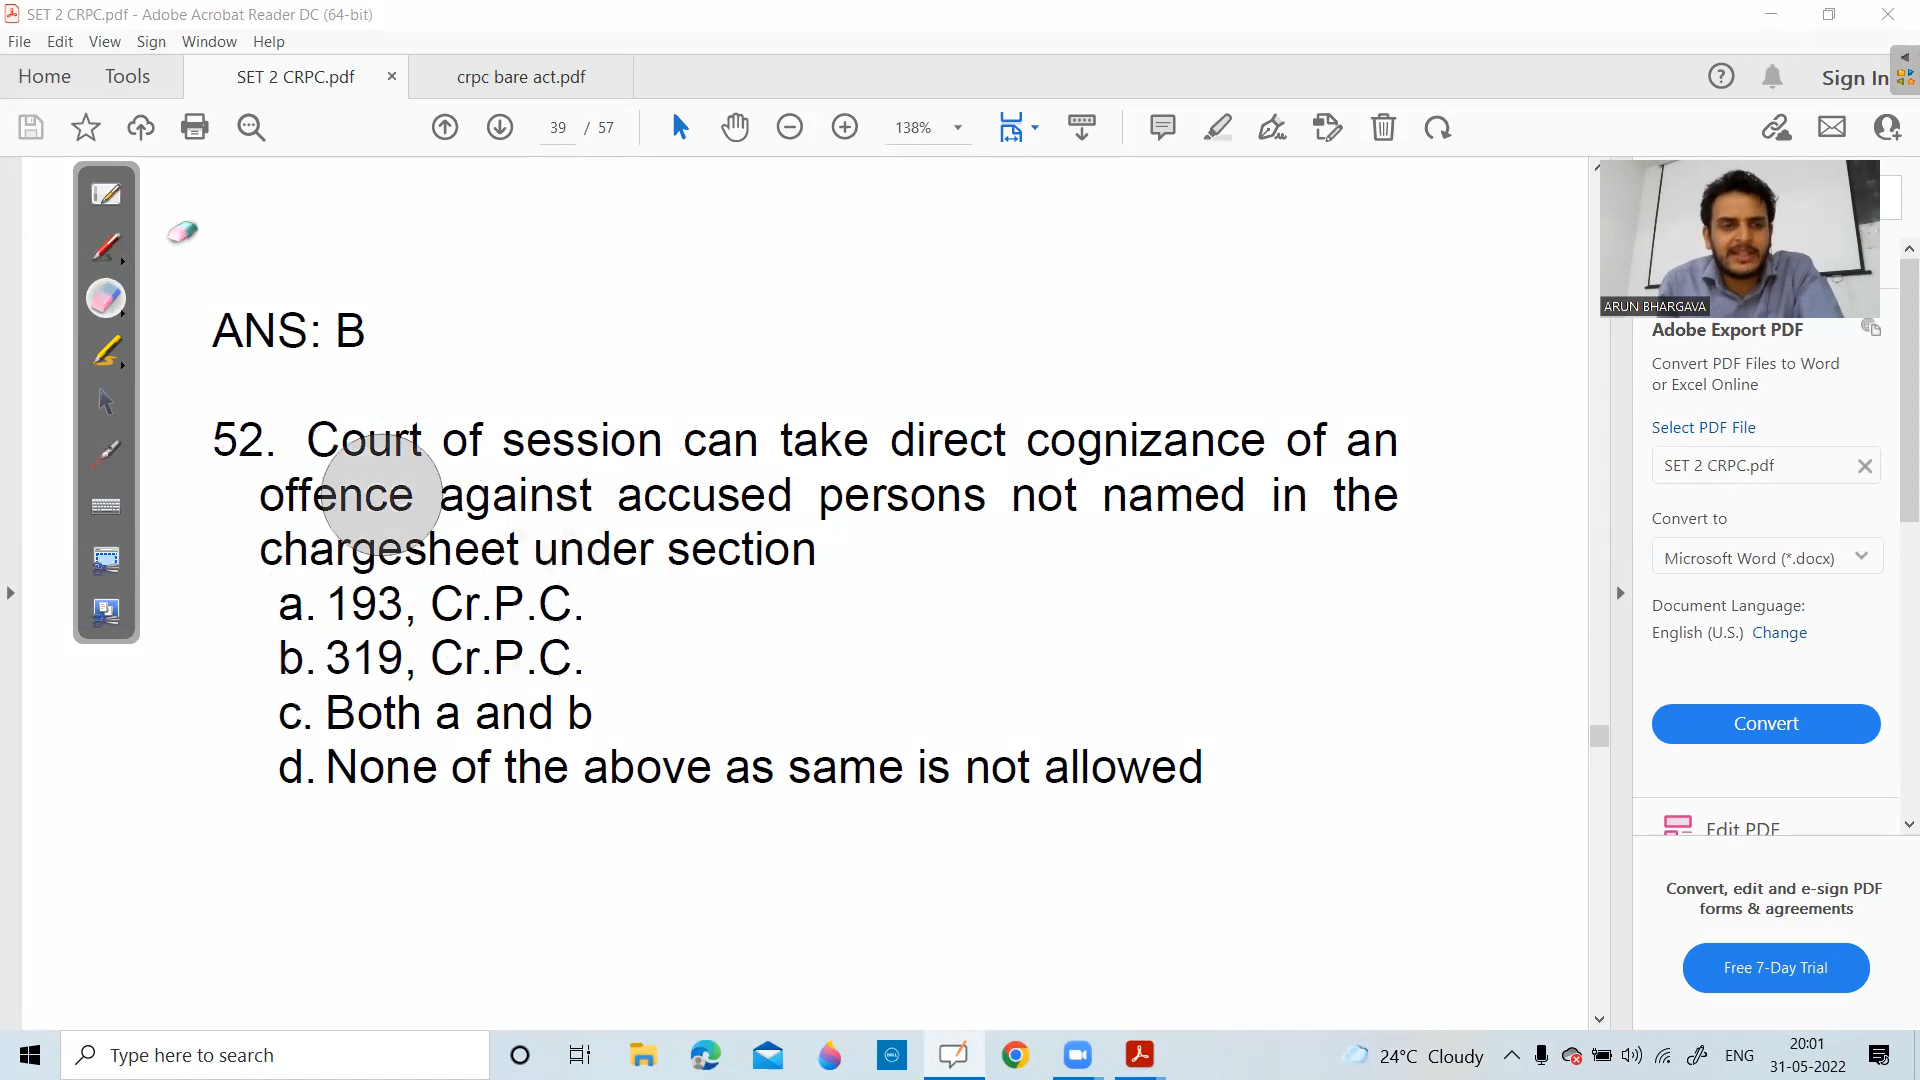 SET 2 CRPC.pdf - Adobe Acrobat Reader DC (64-bit)
File Edit View Sign Window Help
Home Tools SET 2 CRPC.pdf × crpc bare act.pdf Sign In
39 / 57 138%
ARUN BHARGAVA
ANS: B
52. Court of session can take direct cognizance of an
offence against accused persons not named in the
chargesheet under section
a. 193, Cr.P.C.
b. 319, Cr.P.C.
c. Both a and b
d. None of the above as same is not allowed
Adobe Export PDF
Convert PDF Files to Word
or Excel Online
Select PDF File
SET 2 CRPC.pdf
Convert to
Microsoft Word (*.docx)
Document Language:
English (U.S.) Change
Convert
Edit PDF
Convert, edit and e-sign PDF
forms & agreements
Free 7-Day Trial
Type here to search
24°C Cloudy
ENG
20:01
31-05-2022